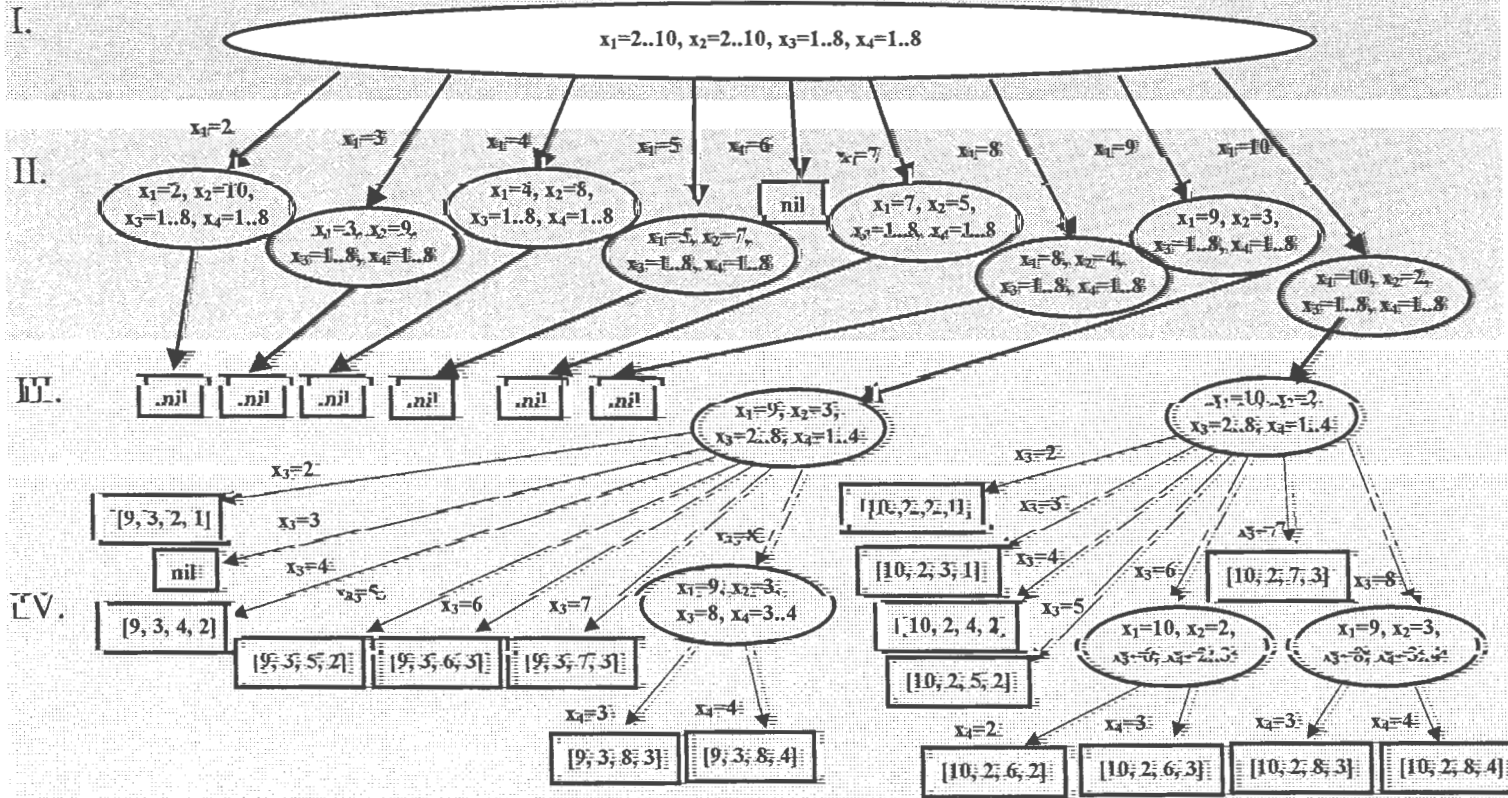 I.
x₁=2..10, x₂=2..10, x₃=1..8, x₄=1..8
x₁=2
x₁=3
x₁=4
x₁=5
x₁=6
x₁=7
x₁=8
x₁=9
x₁=10
II.
x₁=2, x₂=10,
x₃=1..8, x₄=1..8
x₁=3, x₂=9,
x₃=1..8, x₄=1..8
x₁=4, x₂=8,
x₃=1..8, x₄=1..8
x₁=5, x₂=7,
x₃=1..8, x₄=1..8
nil
x₁=7, x₂=5,
x₃=1..8, x₄=1..8
x₁=8, x₂=4,
x₃=1..8, x₄=1..8
x₁=9, x₂=3,
x₃=1..8, x₄=1..8
x₁=10, x₂=2,
x₃=1..8, x₄=1..8
III.
nil
nil
nil
nil
nil
nil
x₁=9, x₂=3,
x₃=2..8, x₄=1..4
x₁=10, x₂=2,
x₃=2..8, x₄=1..4
x₃=2
x₃=3
x₃=4
x₃=5
x₃=6
x₃=7
x₃=2
x₃=3
x₃=4
x₃=5
x₃=6
x₃=7
x₃=8
IV.
[9, 3, 2, 1]
nil
[9, 3, 4, 2]
[9, 3, 5, 2]
[9, 3, 6, 3]
[9, 3, 7, 3]
x₁=9, x₂=3,
x₃=8, x₄=3..4
[10, 2, 2, 1]
[10, 2, 3, 1]
[10, 2, 4, 2]
[10, 2, 5, 2]
x₁=10, x₂=2,
x₃=6, x₄=2..3
[10, 2, 7, 3]
x₁=9, x₂=3,
x₃=8, x₄=3..4
x₄=3
x₄=4
x₄=2
x₄=3
x₄=3
x₄=4
[9, 3, 8, 3]
[9, 3, 8, 4]
[10, 2, 6, 2]
[10, 2, 6, 3]
[10, 2, 8, 3]
[10, 2, 8, 4]